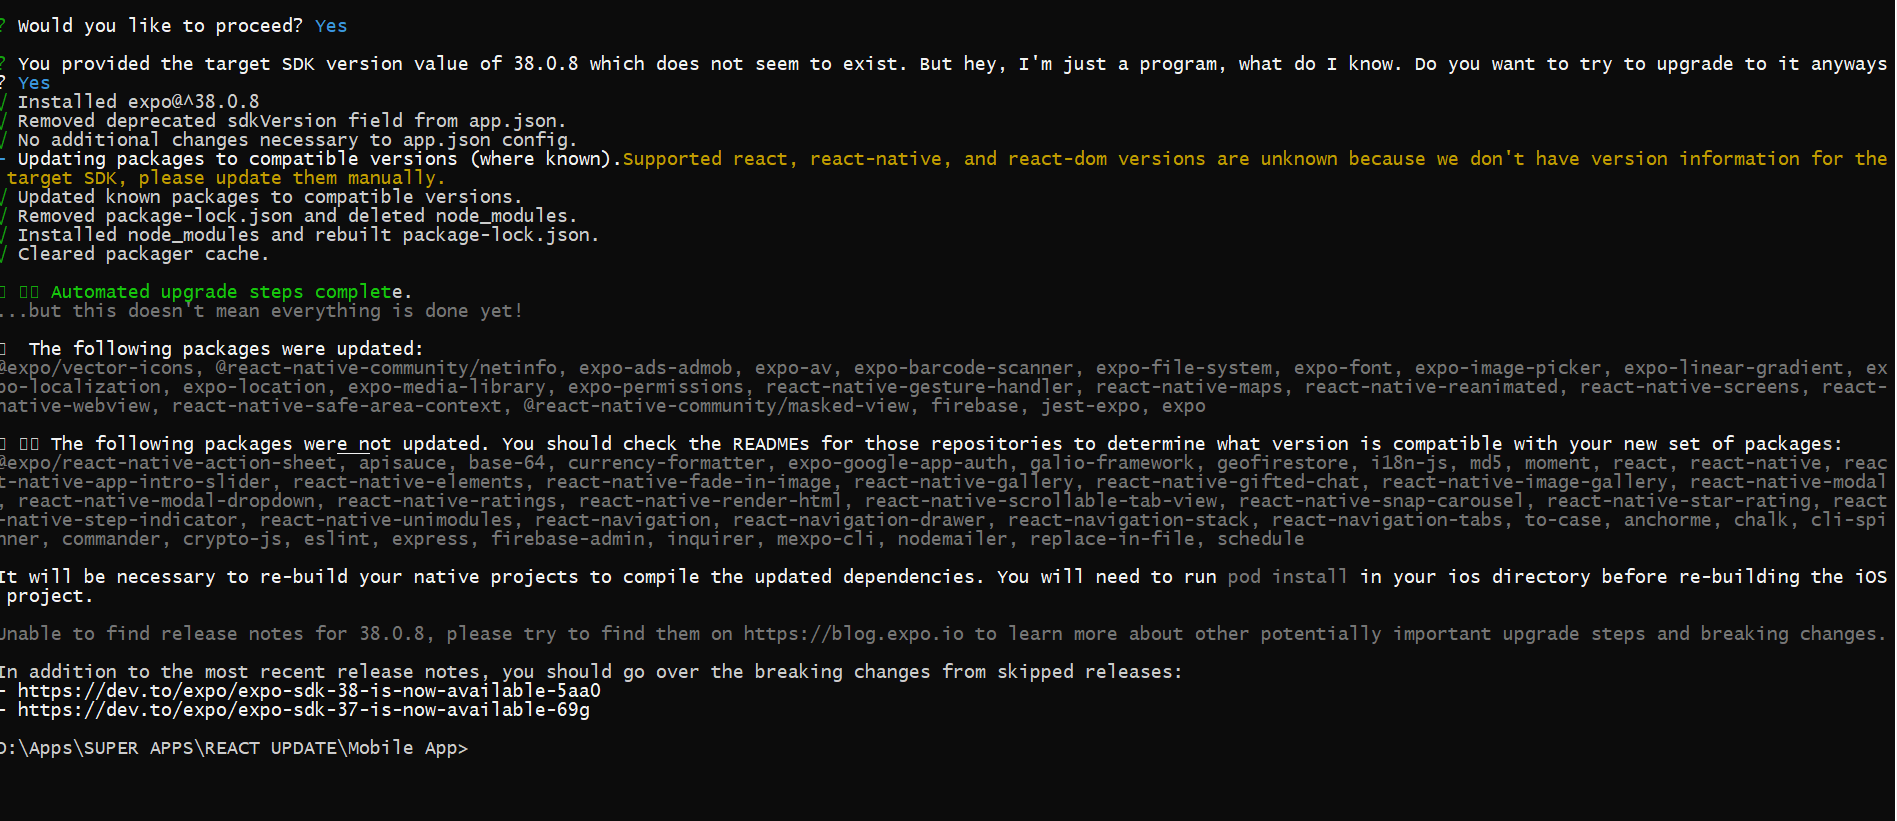 ? Would you like to proceed? Yes
? You provided the target SDK version value of 38.0.8 which does not seem to exist. But hey, I'm just a program, what do I know. Do you want to try to upgrade to it anyways
? Yes
√ Installed expo@^38.0.8
√ Removed deprecated sdkVersion field from app.json.
√ No additional changes necessary to app.json config.
- Updating packages to compatible versions (where known).Supported react, react-native, and react-dom versions are unknown because we don't have version information for the
target SDK, please update them manually.
√ Updated known packages to compatible versions.
√ Removed package-lock.json and deleted node_modules.
√ Installed node_modules and rebuilt package-lock.json.
√ Cleared packager cache.
Automated upgrade steps complete.
...but this doesn't mean everything is done yet!
The following packages were updated:
@expo/vector-icons, @react-native-community/netinfo, expo-ads-admob, expo-av, expo-barcode-scanner, expo-file-system, expo-font, expo-image-picker, expo-linear-gradient, ex
po-localization, expo-location, expo-media-library, expo-permissions, react-native-gesture-handler, react-native-maps, react-native-reanimated, react-native-screens, react-
native-webview, react-native-safe-area-context, @react-native-community/masked-view, firebase, jest-expo, expo
The following packages were not updated. You should check the READMEs for those repositories to determine what version is compatible with your new set of packages:
@expo/react-native-action-sheet, apisauce, base-64, currency-formatter, expo-google-app-auth, galio-framework, geofirestore, i18n-js, md5, moment, react, react-native, reac
t-native-app-intro-slider, react-native-elements, react-native-fade-in-image, react-native-gallery, react-native-gifted-chat, react-native-image-gallery, react-native-modal
, react-native-modal-dropdown, react-native-ratings, react-native-render-html, react-native-scrollable-tab-view, react-native-snap-carousel, react-native-star-rating, react
-native-step-indicator, react-native-unimodules, react-navigation, react-navigation-drawer, react-navigation-stack, react-navigation-tabs, to-case, anchorme, chalk, cli-spi
nner, commander, crypto-js, eslint, express, firebase-admin, inquirer, mexpo-cli, nodemailer, replace-in-file, schedule
It will be necessary to re-build your native projects to compile the updated dependencies. You will need to run pod install in your ios directory before re-building the iOS
project.
Unable to find release notes for 38.0.8, please try to find them on https://blog.expo.io to learn more about other potentially important upgrade steps and breaking changes.
In addition to the most recent release notes, you should go over the breaking changes from skipped releases:
- https://dev.to/expo/expo-sdk-38-is-now-available-5aa0
- https://dev.to/expo/expo-sdk-37-is-now-available-69g
D:\Apps\SUPER APPS\REACT UPDATE\Mobile App>